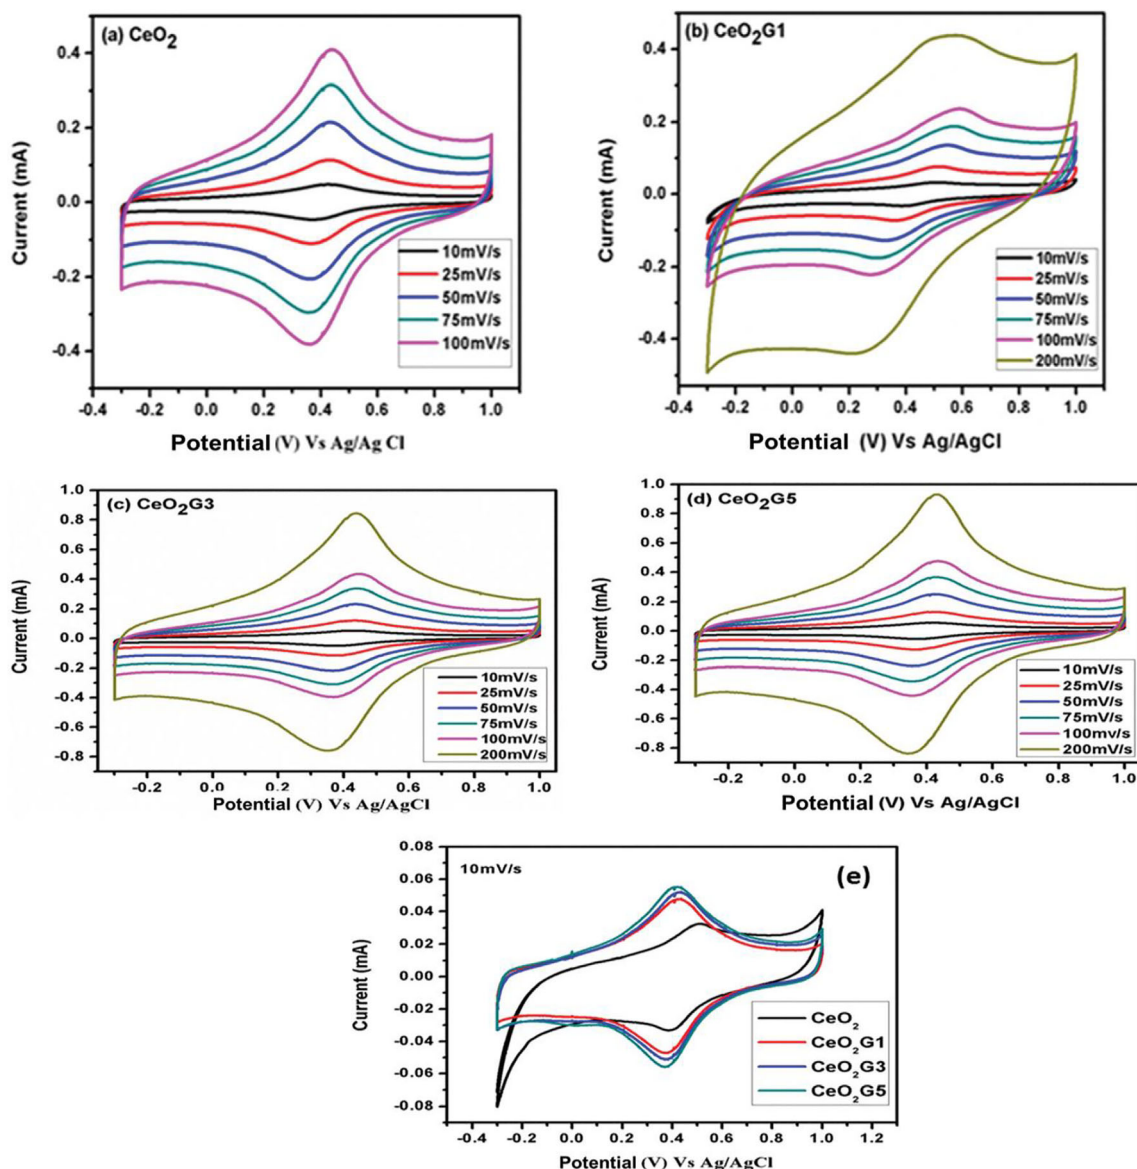 (a) CeO2
0.4
0.2
0.0
-0.2
-0.4
Current (mA)
10mV/s
25mV/s
50mV/s
75mV/s
100mV/s
-0.4 -0.2 0.0 0.2 0.4 0.6 0.8 1.0
Potential (V) Vs Ag/Ag Cl
(b) CeO2G1
0.4
0.2
0.0
-0.2
-0.4
Current (mA)
10mV/s
25mV/s
50mV/s
75mV/s
100mV/s
200mV/s
-0.4 -0.2 0.0 0.2 0.4 0.6 0.8 1.0
Potential (V) Vs Ag/AgCl
(c) CeO2G3
1.0
0.8
0.6
0.4
0.2
0.0
-0.2
-0.4
-0.6
-0.8
Current (mA)
10mV/s
25mV/s
50mV/s
75mV/s
100mV/s
200mV/s
-0.2 0.0 0.2 0.4 0.6 0.8 1.0
Potential (V) Vs Ag/AgCl
(d) CeO2G5
1.0
0.8
0.6
0.4
0.2
0.0
-0.2
-0.4
-0.6
-0.8
Current (mA)
10mV/s
25mV/s
50mV/s
75mV/s
100mv/s
200mV/s
-0.2 0.0 0.2 0.4 0.6 0.8 1.0
Potential (V) Vs Ag/AgCl
10mV/s
(e)
0.08
0.06
0.04
0.02
0.00
-0.02
-0.04
-0.06
-0.08
Current (mA)
CeO2
CeO2G1
CeO2G3
CeO2G5
-0.4 -0.2 0.0 0.2 0.4 0.6 0.8 1.0 1.2
Potential (V) Vs Ag/AgCl